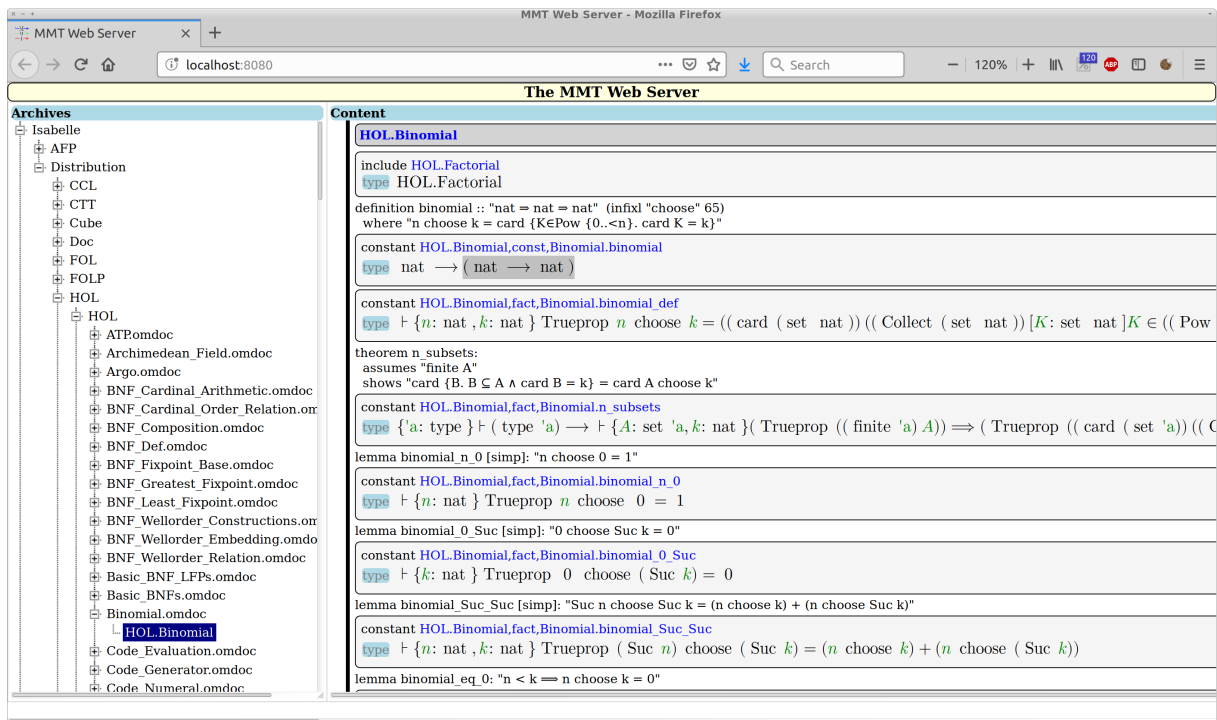 MMT Web Server - Mozilla Firefox
MMT Web Server × +
localhost:8080 ••• Search 120% 120 ABP
The MMT Web Server
Archives
Isabelle
AFP
Distribution
CCL
CTT
Cube
Doc
FOL
FOLP
HOL
HOL
ATP.omdoc
Archimedean_Field.omdoc
Argo.omdoc
BNF_Cardinal_Arithmetic.omdoc
BNF_Cardinal_Order_Relation.om
BNF_Composition.omdoc
BNF_Def.omdoc
BNF_Fixpoint_Base.omdoc
BNF_Greatest_Fixpoint.omdoc
BNF_Least_Fixpoint.omdoc
BNF_Wellorder_Constructions.om
BNF_Wellorder_Embedding.omdo
BNF_Wellorder_Relation.omdoc
Basic_BNF_LFPs.omdoc
Basic_BNFs.omdoc
Binomial.omdoc
HOL.Binomial
Code_Evaluation.omdoc
Code_Generator.omdoc
Code_Numeral.omdoc
Content
HOL.Binomial
include HOL.Factorial
type HOL.Factorial
definition binomial :: "nat ⇒ nat ⇒ nat" (infixl "choose" 65)
where "n choose k = card {K∈Pow {0..<n}. card K = k}"
constant HOL.Binomial,const,Binomial.binomial
type nat ⟶ ( nat ⟶ nat )
constant HOL.Binomial,fact,Binomial.binomial_def
type ⊢ {n: nat , k: nat } Trueprop n choose k = (( card ( set nat )) (( Collect ( set nat )) [K: set nat ]K ∈ (( Pow
theorem n_subsets:
assumes "finite A"
shows "card {B. B ⊆ A ∧ card B = k} = card A choose k"
constant HOL.Binomial,fact,Binomial.n_subsets
type {'a: type } ⊢ ( type 'a) ⟶ ⊢ {A: set 'a, k: nat }( Trueprop (( finite 'a) A)) ⟹ ( Trueprop (( card ( set 'a)) (( C
lemma binomial_n_0 [simp]: "n choose 0 = 1"
constant HOL.Binomial,fact,Binomial.binomial_n_0
type ⊢ {n: nat } Trueprop n choose 0 = 1
lemma binomial_0_Suc [simp]: "0 choose Suc k = 0"
constant HOL.Binomial,fact,Binomial.binomial_0_Suc
type ⊢ {k: nat } Trueprop 0 choose ( Suc k) = 0
lemma binomial_Suc_Suc [simp]: "Suc n choose Suc k = (n choose k) + (n choose Suc k)"
constant HOL.Binomial,fact,Binomial.binomial_Suc_Suc
type ⊢ {n: nat , k: nat } Trueprop ( Suc n) choose ( Suc k) = (n choose k) + (n choose ( Suc k))
lemma binomial_eq_0: "n < k ⟹ n choose k = 0"